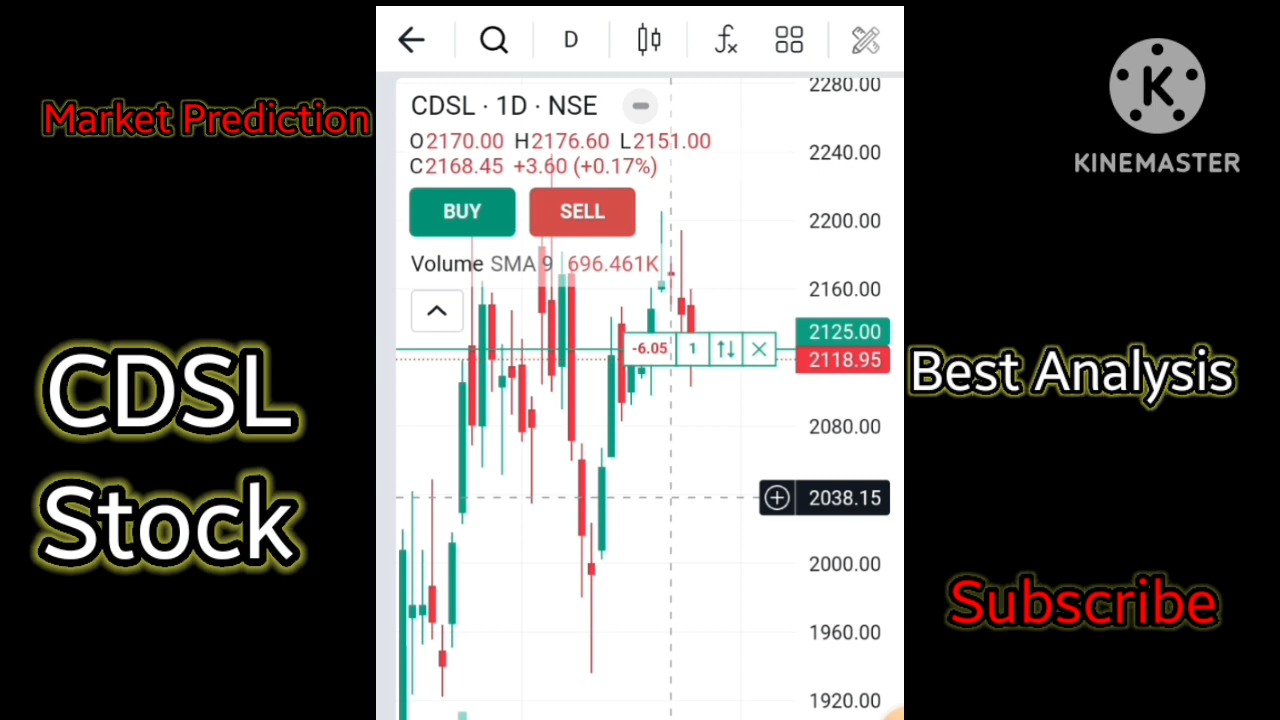 D
fx
CDSL · 1D · NSE
O2170.00 H2176.60 L2151.00
C2168.45 +3.60 (+0.17%)
BUY
SELL
Volume SMA 9 696.461K
-6.05 1
2280.00
2240.00
2200.00
2160.00
2125.00
2118.95
2080.00
2038.15
2000.00
1960.00
1920.00
Market Prediction
CDSL
Stock
K
KINEMASTER
Best Analysis
Subscribe